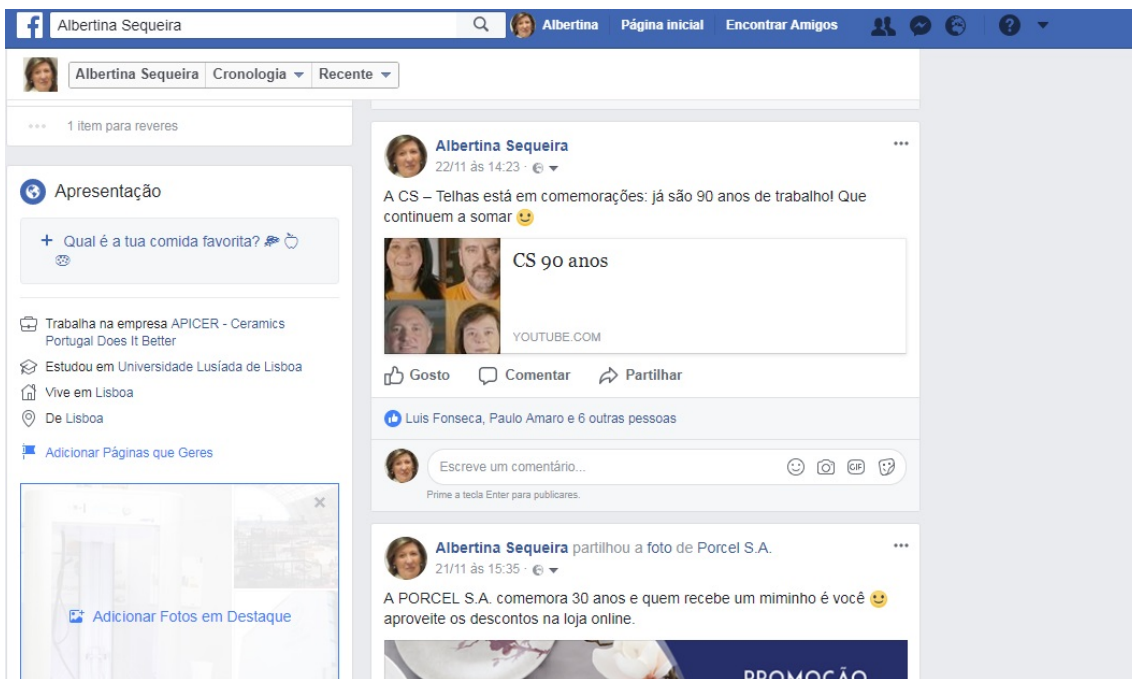 f Albertina Sequeira Albertina Página inicial Encontrar Amigos
Albertina Sequeira Cronologia Recente
1 item para reveres
Apresentação
+ Qual é a tua comida favorita?
Trabalha na empresa APICER - Ceramics
Portugal Does It Better
Estudou em Universidade Lusíada de Lisboa
Vive em Lisboa
De Lisboa
Adicionar Páginas que Geres
Adicionar Fotos em Destaque
Albertina Sequeira
22/11 às 14:23 ·
A CS – Telhas está em comemorações: já são 90 anos de trabalho! Que
continuem a somar
CS 90 anos
YOUTUBE.COM
Gosto Comentar Partilhar
Luis Fonseca, Paulo Amaro e 6 outras pessoas
Escreve um comentário... GIF
Prime a tecla Enter para publicares.
Albertina Sequeira partilhou a foto de Porcel S.A.
21/11 às 15:35 ·
A PORCEL S.A. comemora 30 anos e quem recebe um miminho é você
aproveite os descontos na loja online.
PROMOÇÃO